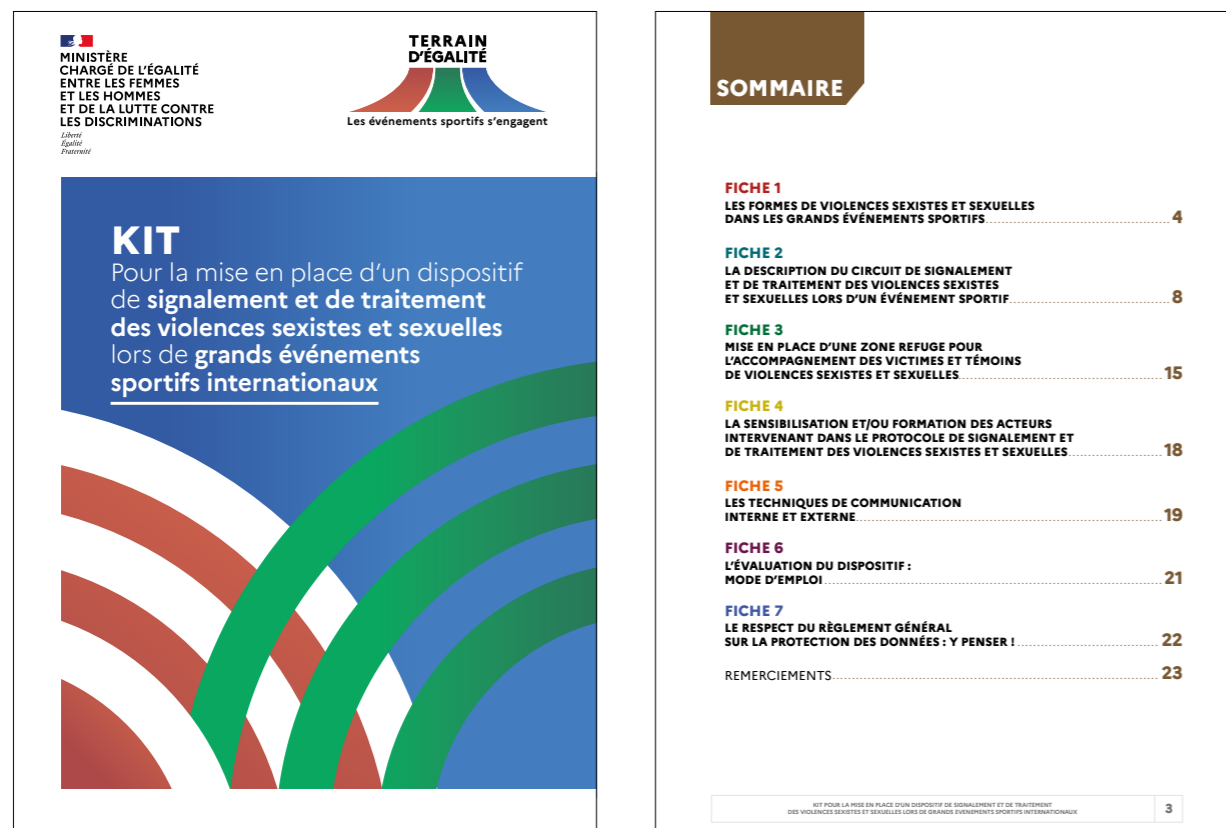 MINISTÈRE
CHARGÉ DE L'ÉGALITÉ
ENTRE LES FEMMES
ET LES HOMMES
ET DE LA LUTTE CONTRE
LES DISCRIMINATIONS
Liberté
Égalité
Fraternité
TERRAIN
D'ÉGALITÉ
Les événements sportifs s'engagent
KIT
Pour la mise en place d'un dispositif
de signalement et de traitement
des violences sexistes et sexuelles
lors de grands événements
sportifs internationaux
SOMMAIRE
FICHE 1
LES FORMES DE VIOLENCES SEXISTES ET SEXUELLES
DANS LES GRANDS ÉVÉNEMENTS SPORTIFS 4
FICHE 2
LA DESCRIPTION DU CIRCUIT DE SIGNALEMENT
ET DE TRAITEMENT DES VIOLENCES SEXISTES
ET SEXUELLES LORS D'UN ÉVÉNEMENT SPORTIF 8
FICHE 3
MISE EN PLACE D'UNE ZONE REFUGE POUR
L'ACCOMPAGNEMENT DES VICTIMES ET TÉMOINS
DE VIOLENCES SEXISTES ET SEXUELLES 15
FICHE 4
LA SENSIBILISATION ET/OU FORMATION DES ACTEURS
INTERVENANT DANS LE PROTOCOLE DE SIGNALEMENT ET
DE TRAITEMENT DES VIOLENCES SEXISTES ET SEXUELLES 18
FICHE 5
LES TECHNIQUES DE COMMUNICATION
INTERNE ET EXTERNE 19
FICHE 6
L'ÉVALUATION DU DISPOSITIF :
MODE D'EMPLOI 21
FICHE 7
LE RESPECT DU RÈGLEMENT GÉNÉRAL
SUR LA PROTECTION DES DONNÉES : Y PENSER ! 22
REMERCIEMENTS 23
KIT POUR LA MISE EN PLACE D'UN DISPOSITIF DE SIGNALEMENT ET DE TRAITEMENT
DES VIOLENCES SEXISTES ET SEXUELLES LORS DE GRANDS EVENEMENTS SPORTIFS INTERNATIONAUX
3